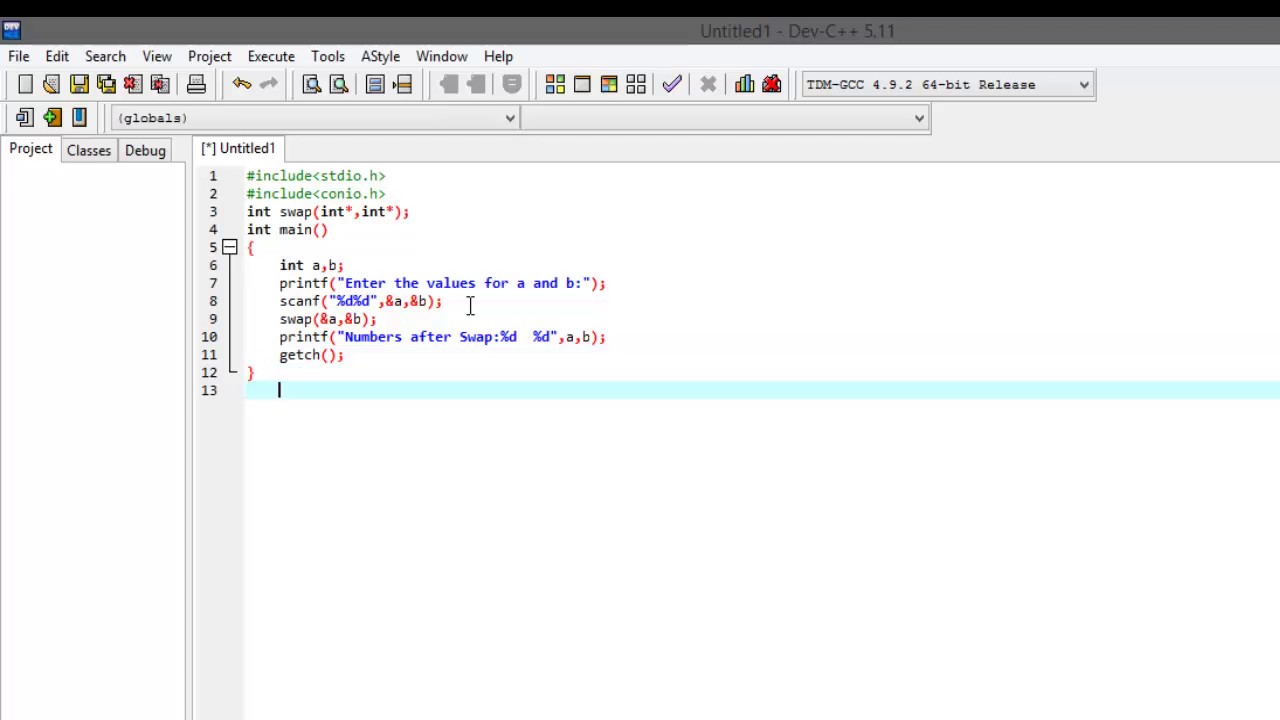 DEV
Untitled1 - Dev-C++ 5.11
File Edit Search View Project Execute Tools AStyle Window Help
TDM-GCC 4.9.2 64-bit Release
(globals)
Project Classes Debug
[*] Untitled1
1 #include<stdio.h>
2 #include<conio.h>
3 int swap(int*,int*);
4 int main()
5 {
6 int a,b;
7 printf("Enter the values for a and b:");
8 scanf("%d%d",&a,&b);
9 swap(&a,&b);
10 printf("Numbers after Swap:%d  %d",a,b);
11 getch();
12 }
13